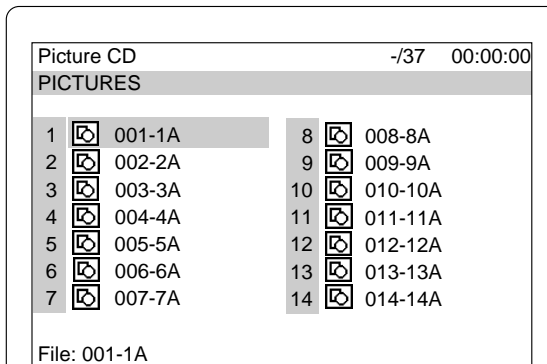 Picture CD -/37 00:00:00
PICTURES
1 001-1A
2 002-2A
3 003-3A
4 004-4A
5 005-5A
6 006-6A
7 007-7A
8 008-8A
9 009-9A
10 010-10A
11 011-11A
12 012-12A
13 013-13A
14 014-14A
File: 001-1A